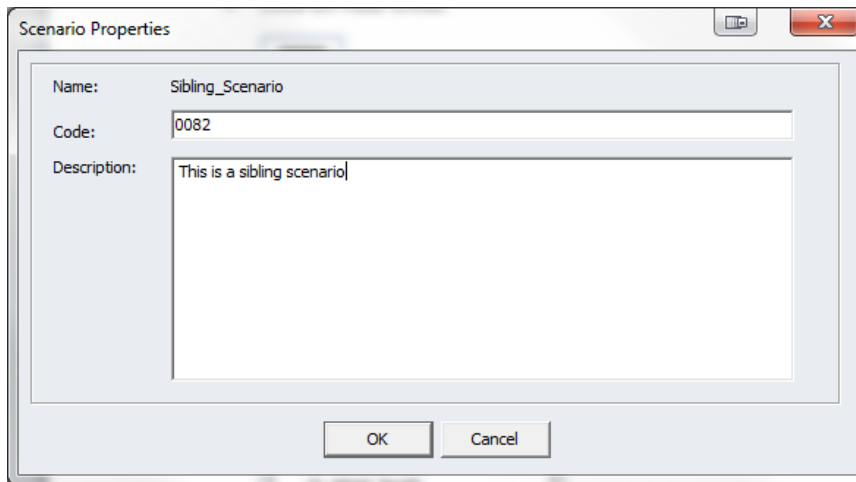 Scenario Properties
Name: Sibling_Scenario
Code: 0082
Description: This is a sibling scenario
OK Cancel